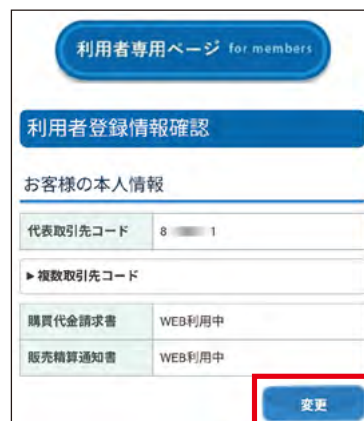 利用者専用ページ for members
利用者登録情報確認
お客様の本人情報
代表取引先コード 8 1
▶複数取引先コード
購買代金請求書 WEB利用中
販売精算通知書 WEB利用中
変更